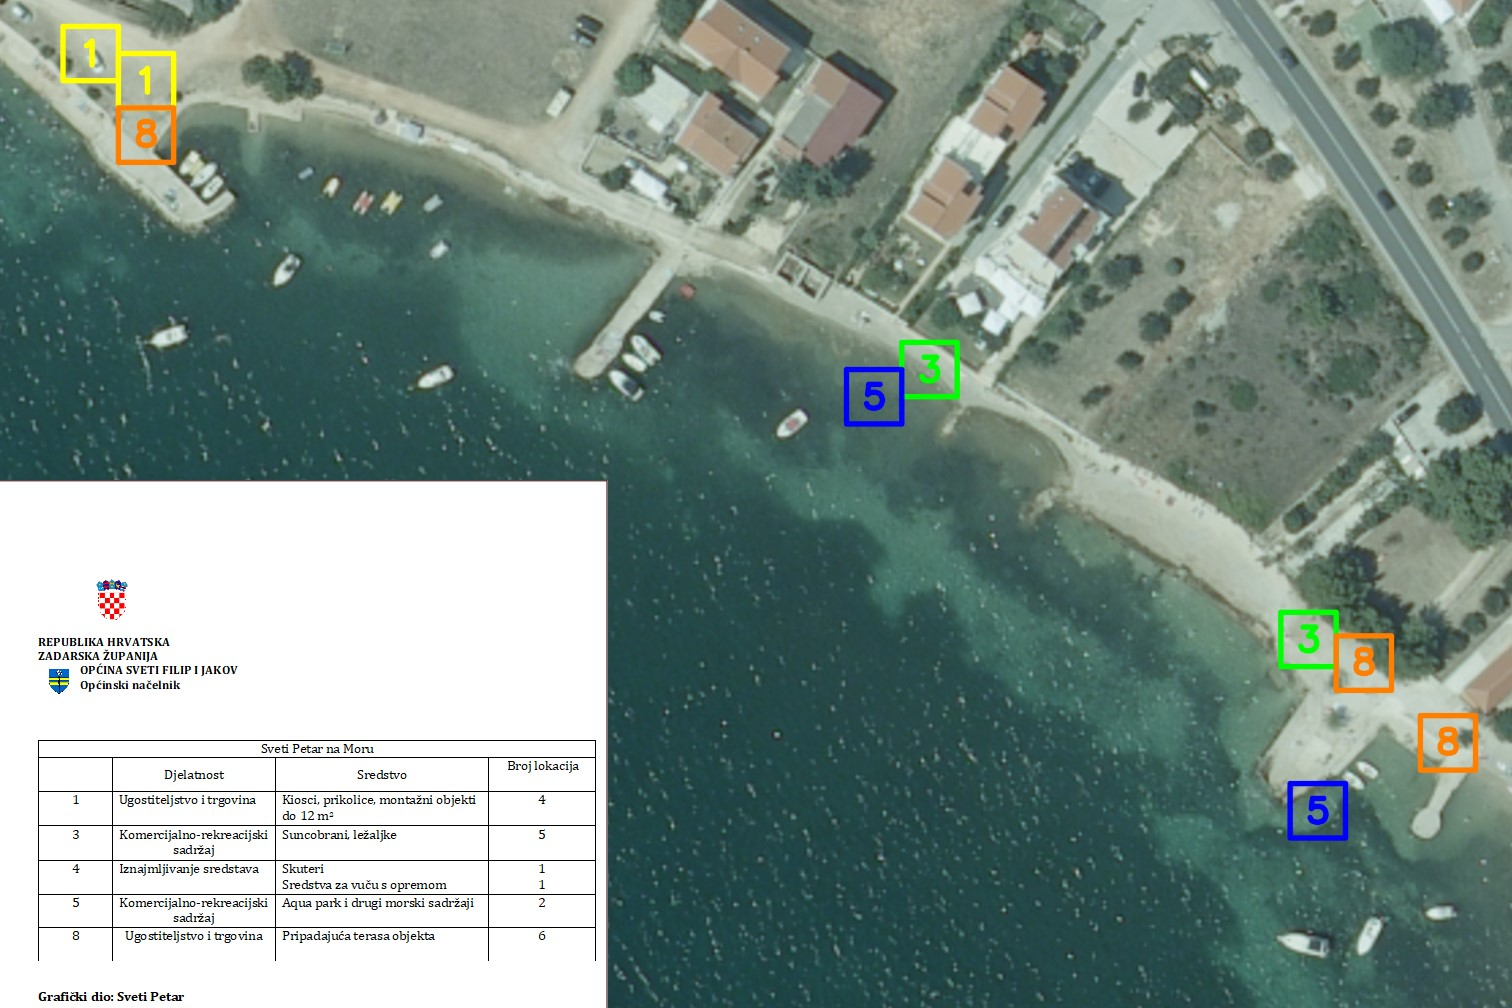 1
1
8
3
5
3
8
8
5
REPUBLIKA HRVATSKA
ZADARSKA ŽUPANIJA
OPĆINA SVETI FILIP I JAKOV
Općinski načelnik
Sveti Petar na Moru
Djelatnost Sredstvo Broj lokacija
1 Ugostiteljstvo i trgovina Kiosci, prikolice, montažni objekti 4
do 12 m²
3 Komercijalno-rekreacijski Suncobrani, ležaljke 5
sadržaj
4 Iznajmljivanje sredstava Skuteri 1
Sredstva za vuču s opremom 1
5 Komercijalno-rekreacijski Aqua park i drugi morski sadržaji 2
sadržaj
8 Ugostiteljstvo i trgovina Pripadajuća terasa objekta 6
Grafički dio: Sveti Petar